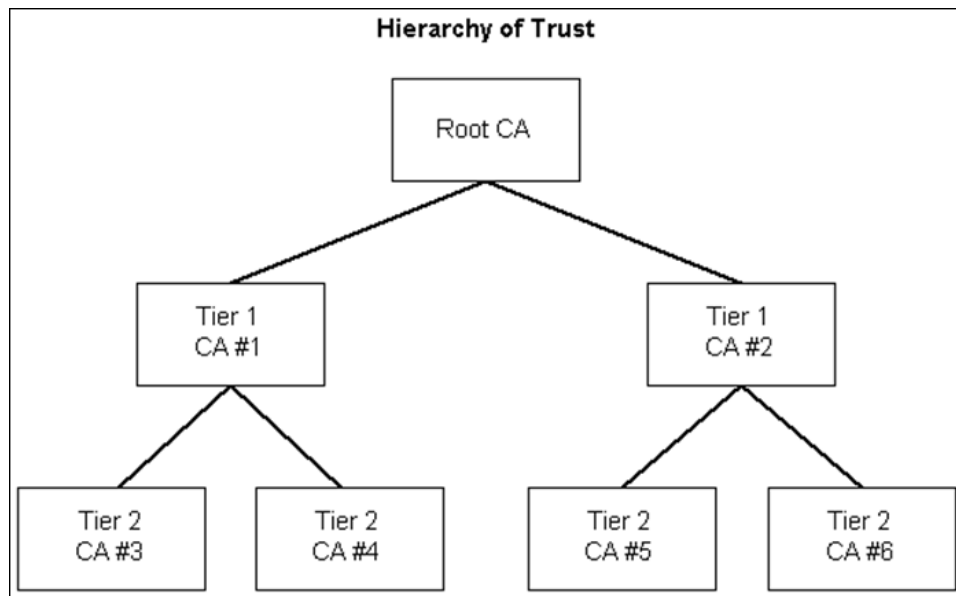 Hierarchy of Trust
Root CA
Tier 1
CA #1
Tier 1
CA #2
Tier 2
CA #3
Tier 2
CA #4
Tier 2
CA #5
Tier 2
CA #6